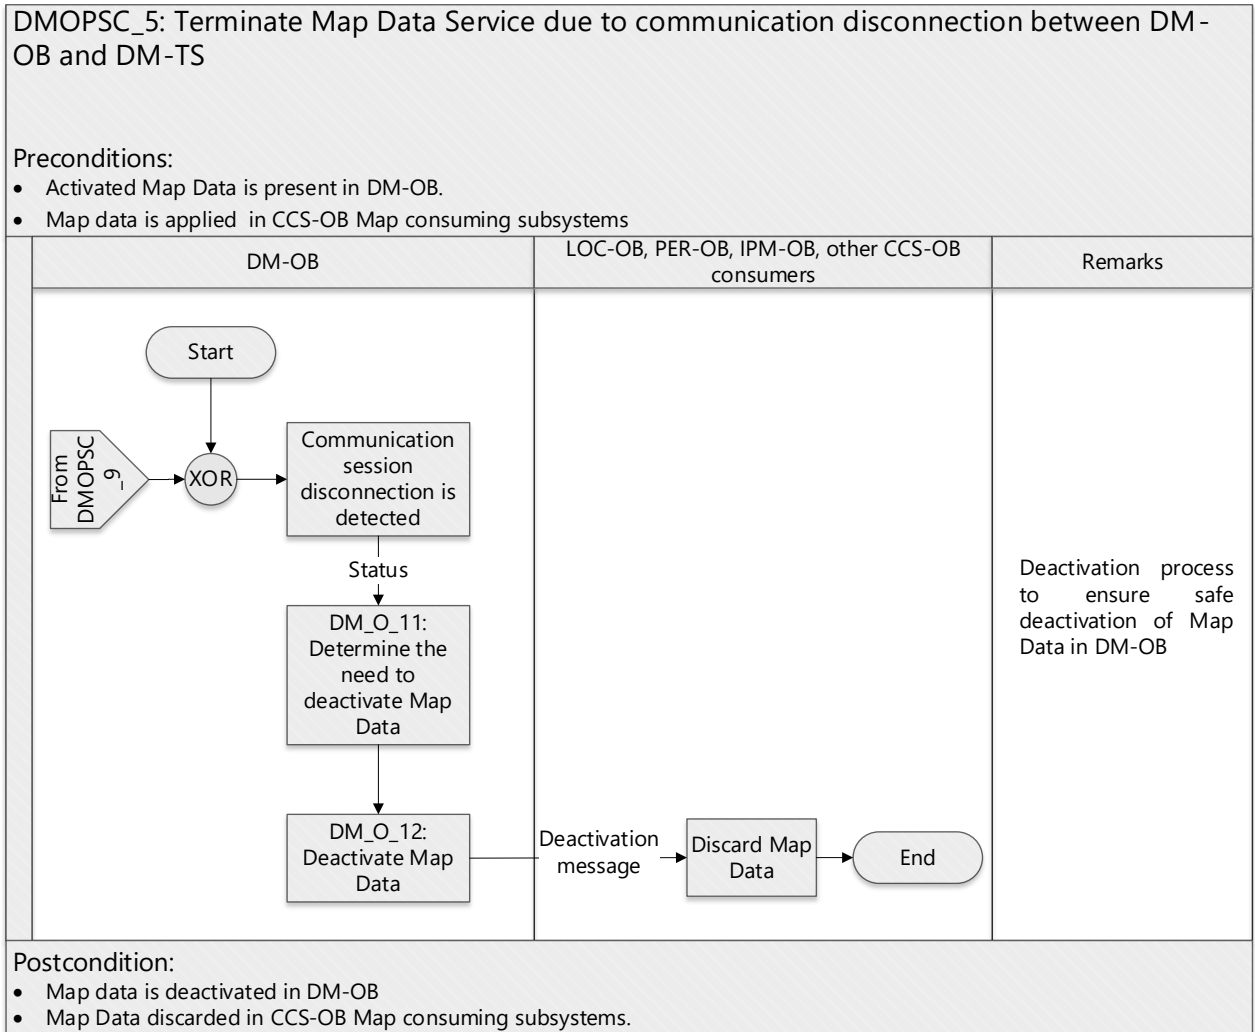 DMOPSC_5: Terminate Map Data Service due to communication disconnection between DM-
OB and DM-TS
Preconditions:
• Activated Map Data is present in DM-OB.
• Map data is applied in CCS-OB Map consuming subsystems
DM-OB
LOC-OB, PER-OB, IPM-OB, other CCS-OB
consumers
Remarks
Start
From
DMOPSC
_9
XOR
Communication
session
disconnection is
detected
Status
DM_O_11:
Determine the
need to
deactivate Map
Data
DM_O_12:
Deactivate Map
Data
Deactivation
message
Discard Map
Data
End
Deactivation process
to ensure safe
deactivation of Map
Data in DM-OB
Postcondition:
• Map data is deactivated in DM-OB
• Map Data discarded in CCS-OB Map consuming subsystems.